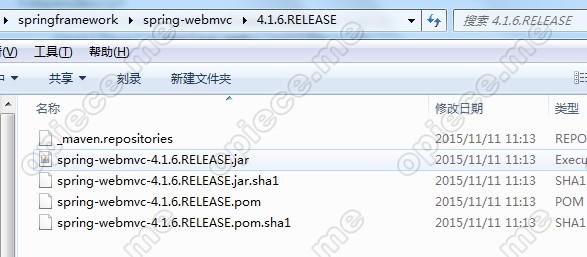 springframework ▸ spring-webmvc ▸ 4.1.6.RELEASE
搜索 4.1.6.RELEASE
(V) 工具(T) 帮助(H)
中 共享 刻录 新建文件夹
名称 修改日期 类型
_maven.repositories 2015/11/11 11:13 REPO
spring-webmvc-4.1.6.RELEASE.jar 2015/11/11 11:13 Execu
spring-webmvc-4.1.6.RELEASE.jar.sha1 2015/11/11 11:13 SHA1
spring-webmvc-4.1.6.RELEASE.pom 2015/11/11 11:13 POM
spring-webmvc-4.1.6.RELEASE.pom.sha1 2015/11/11 11:13 SHA1
opiece.me
opiece.me
opiece.me
opiece.me